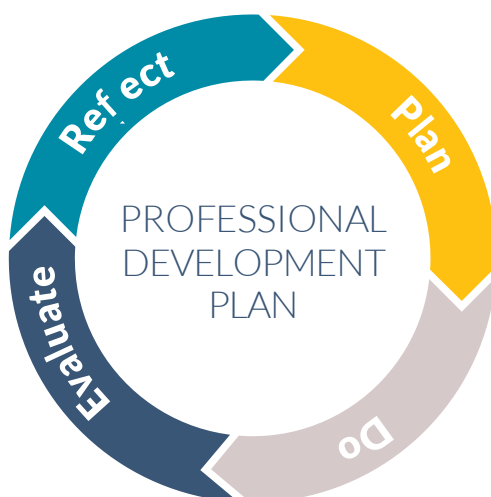 Ref ect
Plan
PROFESSIONAL
DEVELOPMENT
PLAN
Evaluate
Do